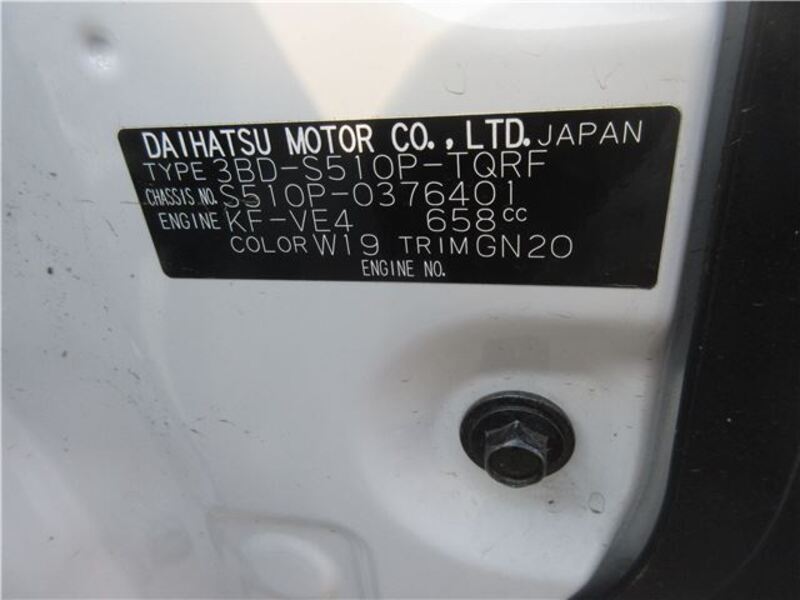 DAIHATSU MOTOR CO.,LTD. JAPAN
TYPE 3BD-S510P-TQRF
CHASSIS NO. S510P-0376401
ENGINE KF-VE4 658cc
COLOR W19 TRIM GN20
ENGINE NO.